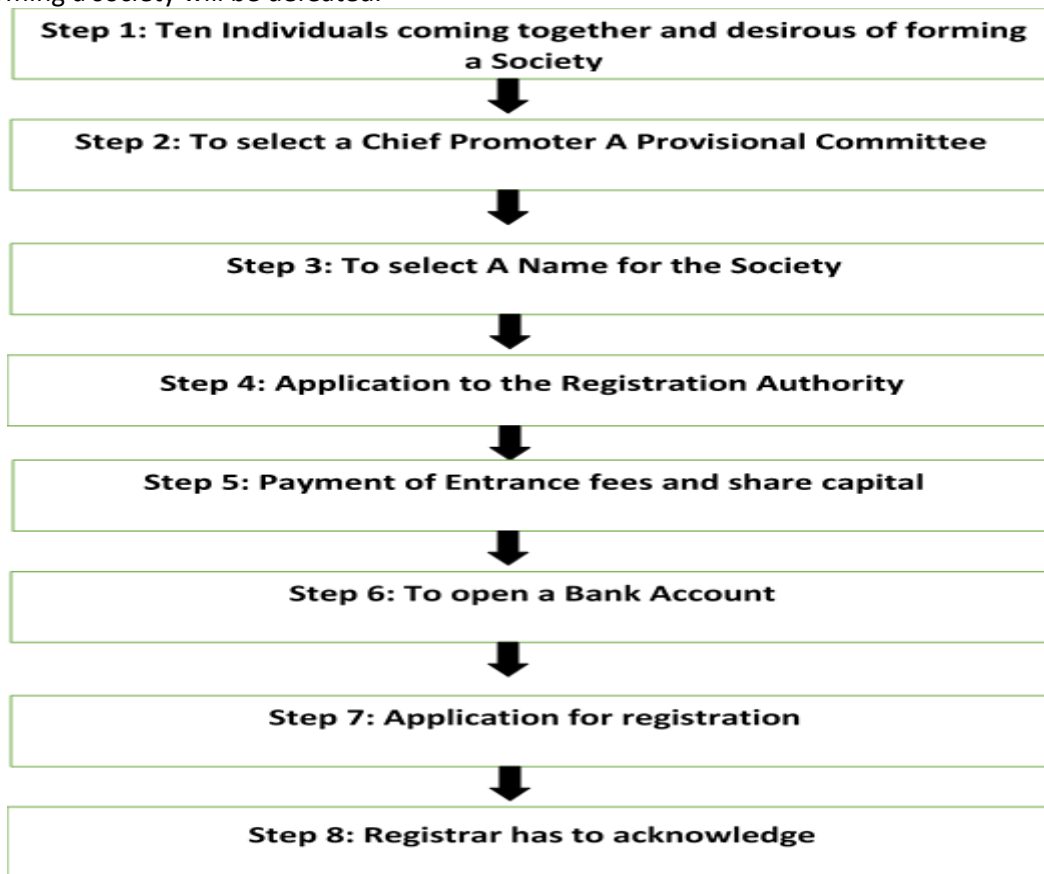 Step 1: Ten Individuals coming together and desirous of forming
a Society
Step 2: To select a Chief Promoter A Provisional Committee
Step 3: To select A Name for the Society
Step 4: Application to the Registration Authority
Step 5: Payment of Entrance fees and share capital
Step 6: To open a Bank Account
Step 7: Application for registration
Step 8: Registrar has to acknowledge